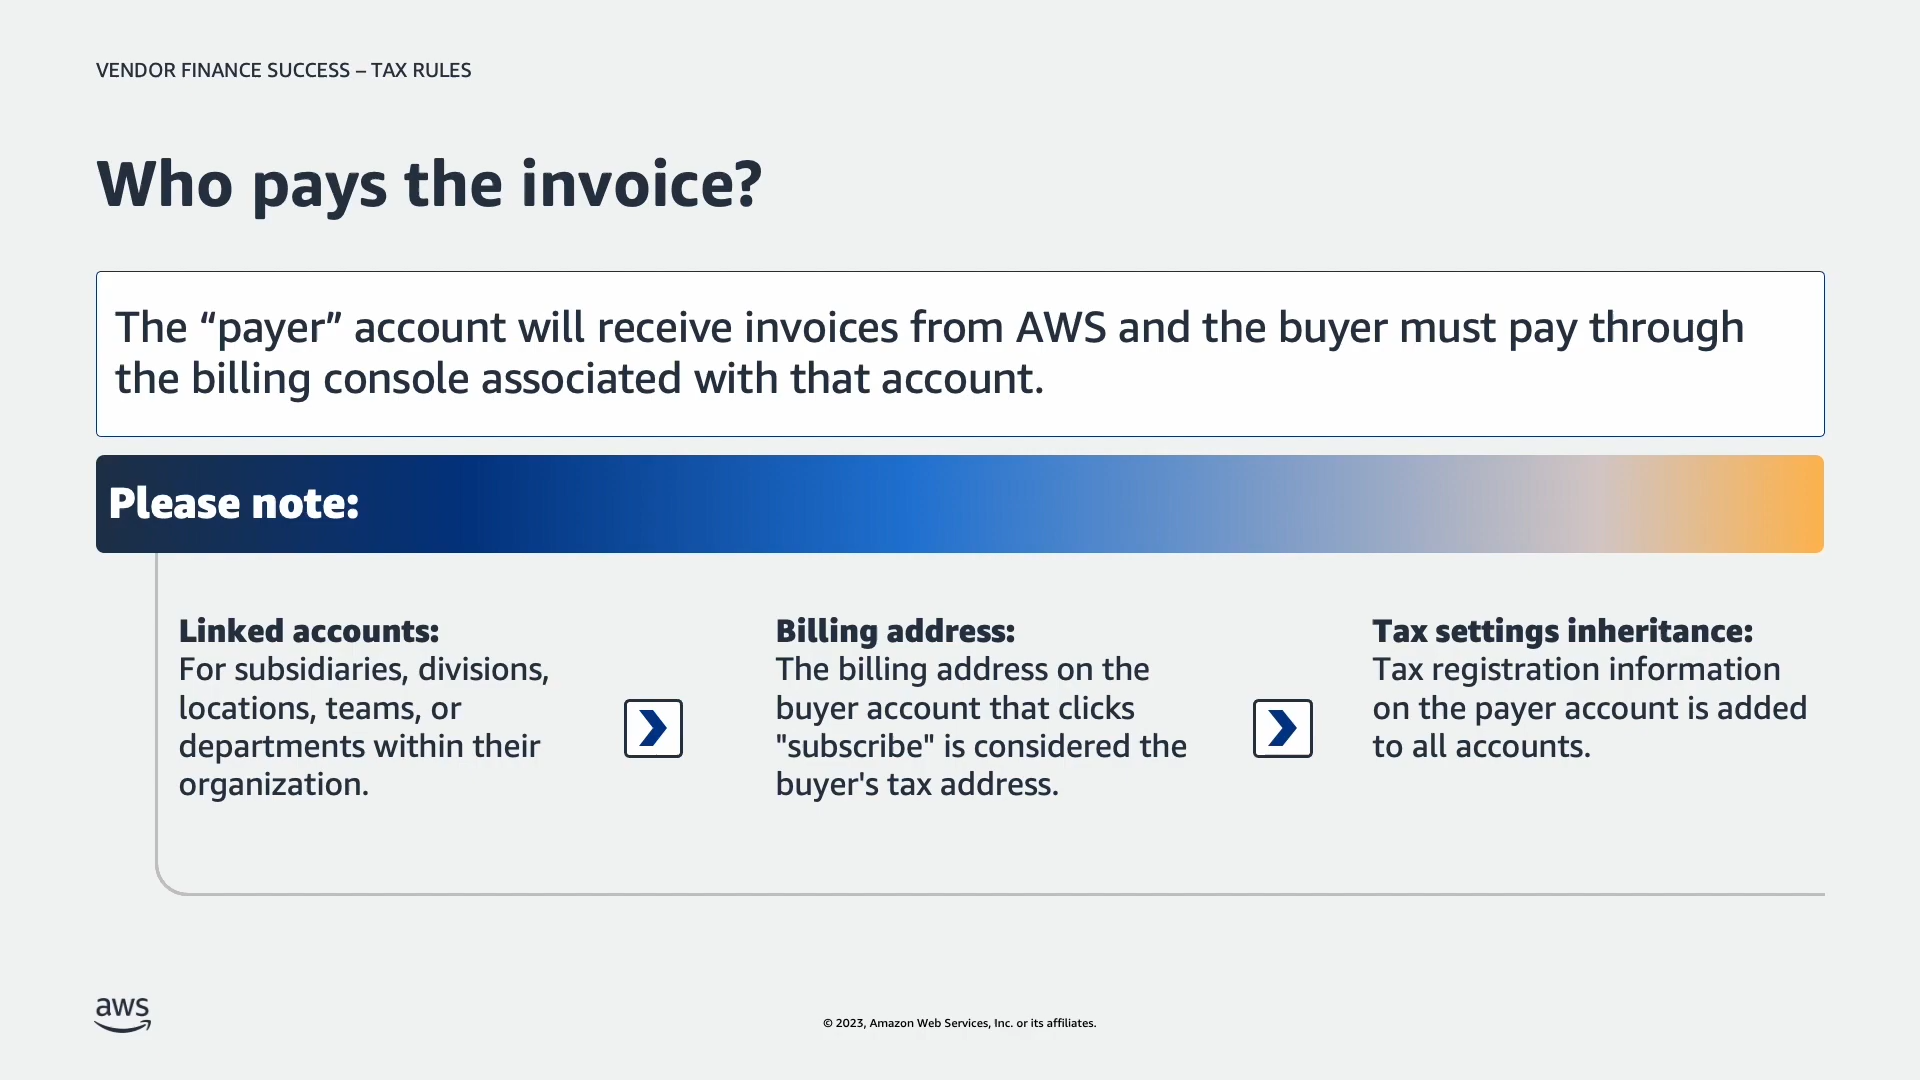 VENDOR FINANCE SUCCESS – TAX RULES
Who pays the invoice?
The “payer” account will receive invoices from AWS and the buyer must pay through
the billing console associated with that account.
Please note:
Linked accounts:
For subsidiaries, divisions,
locations, teams, or
departments within their
organization.
Billing address:
The billing address on the
buyer account that clicks
"subscribe" is considered the
buyer's tax address.
Tax settings inheritance:
Tax registration information
on the payer account is added
to all accounts.
aws
© 2023, Amazon Web Services, Inc. or its affiliates.